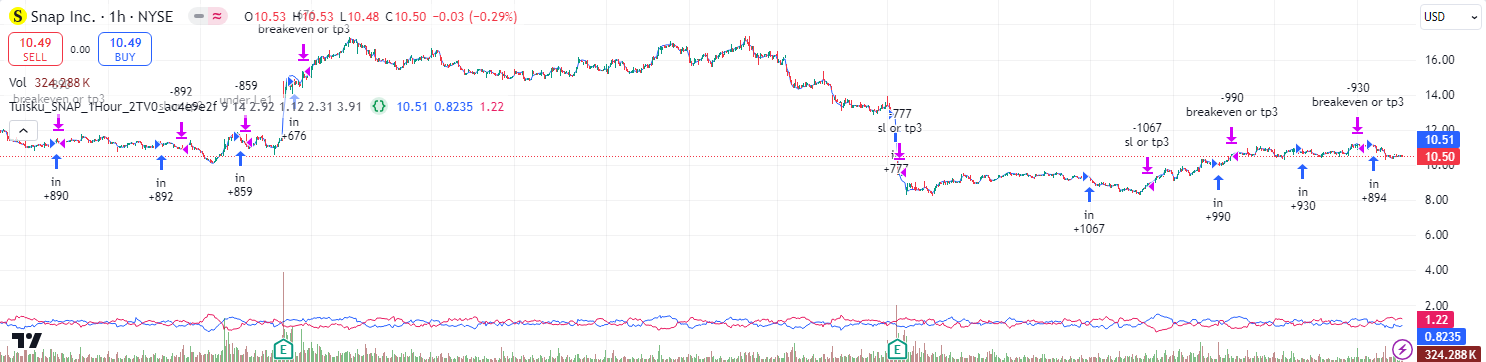 S Snap Inc. · 1h · NYSE O10.53 H10.53 L10.48 C10.50 −0.03 (−0.29%)
USD
10.49 SELL
0.00
10.49 BUY
Vol 324.288 K
9 14 2.92 1.12 2.31 3.91 10.51 0.8235 1.22
-676
breakeven or tp3
breakeven or tp3
-892
-859
under Le1
in
+890
in
+892
in
+859
in
+676
-777
sl or tp3
+777
-1067
sl or tp3
in
+1067
-990
breakeven or tp3
in
+990
-930
breakeven or tp3
in
+930
in
+894
16.00
14.00
12.00
10.51
10.50
10.00
8.00
6.00
4.00
2.00
1.22
0.8235
324.288 K
E
E